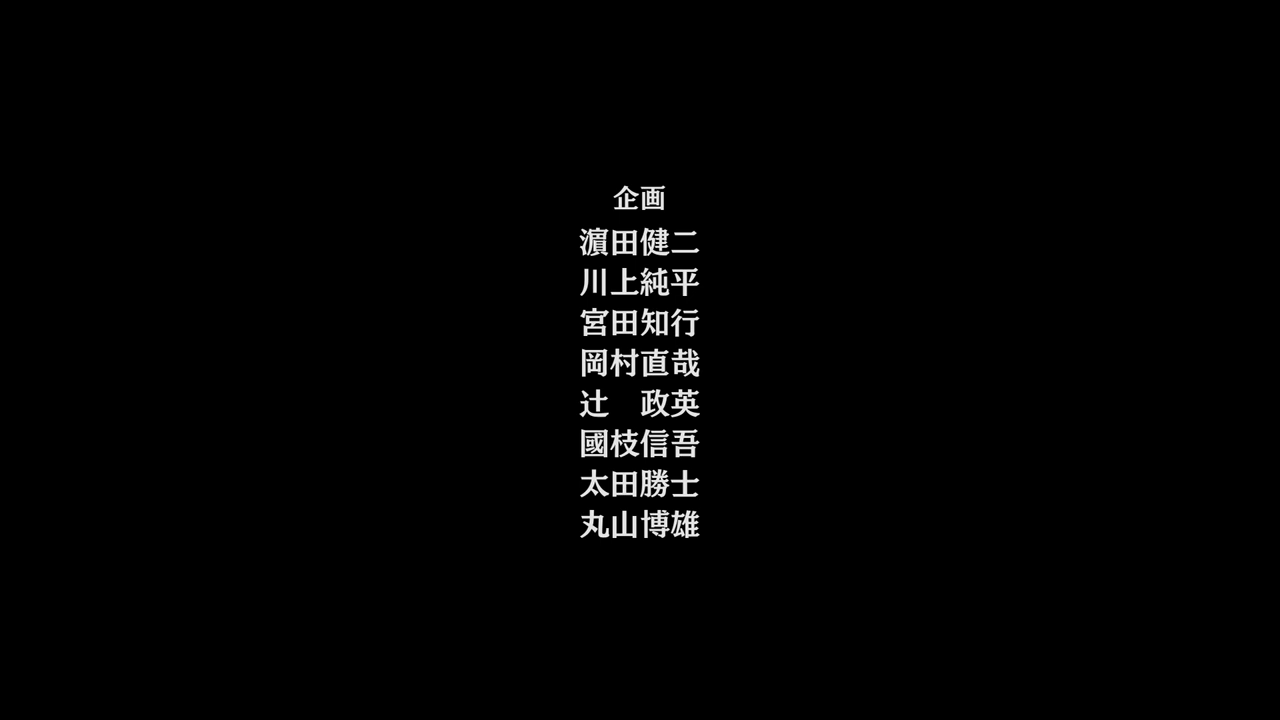 企画
濵田健二
川上純平
宮田知行
岡村直哉
辻　政英
國枝信吾
太田勝士
丸山博雄